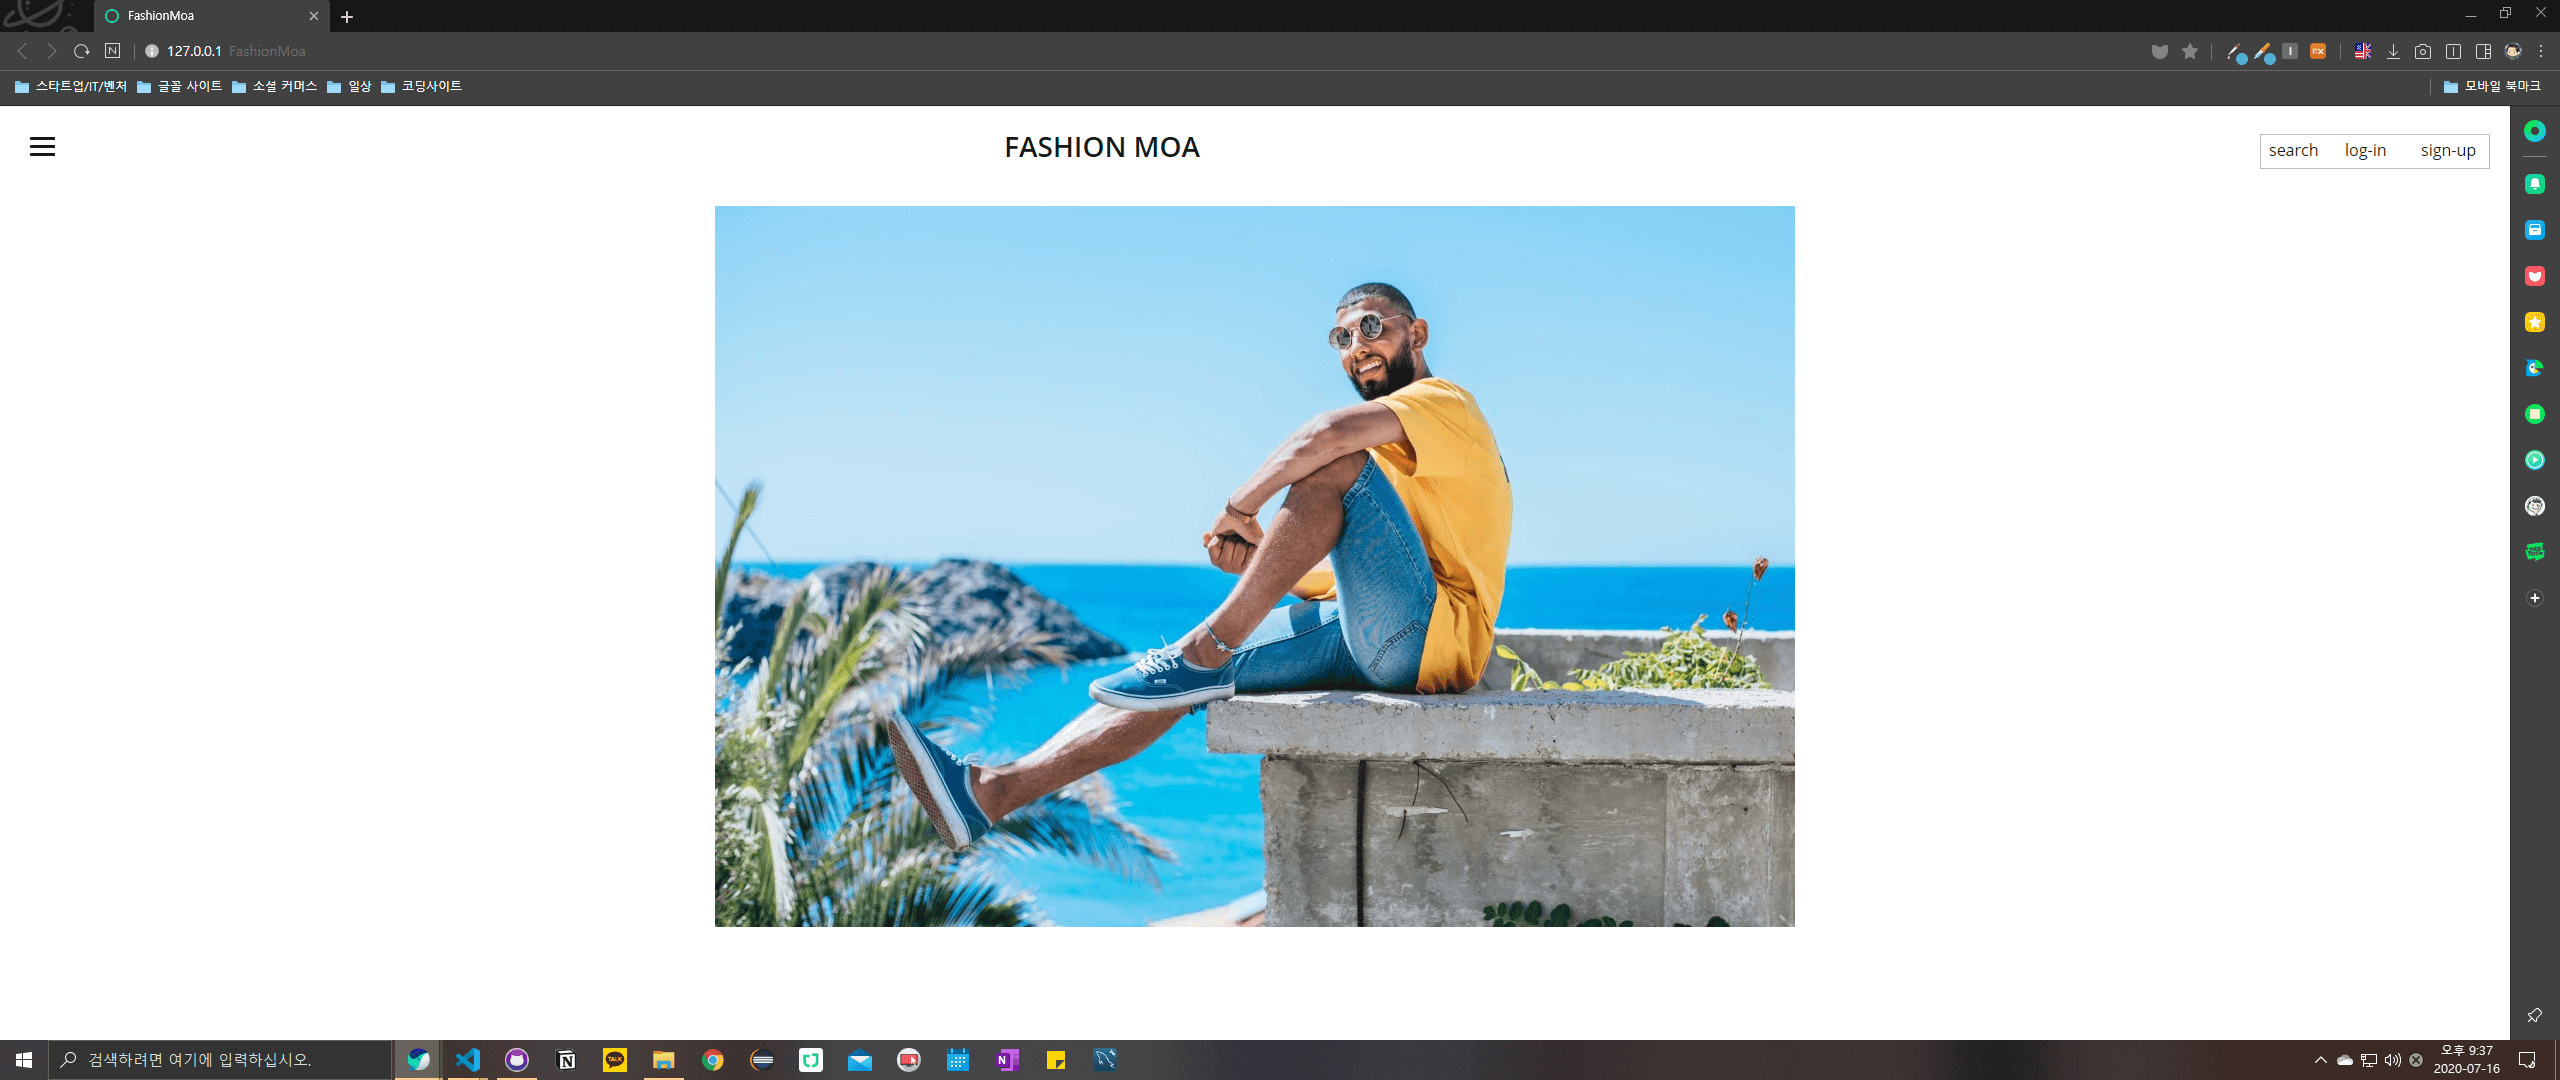 FashionMoa
127.0.0.1 FashionMoa
스타트업/IT/벤처 글꼴 사이트 소셜 커머스 일상 코딩사이트 모바일 북마크
FASHION MOA
search log-in sign-up
검색하려면 여기에 입력하십시오.
TALK
오후 9:37
2020-07-16